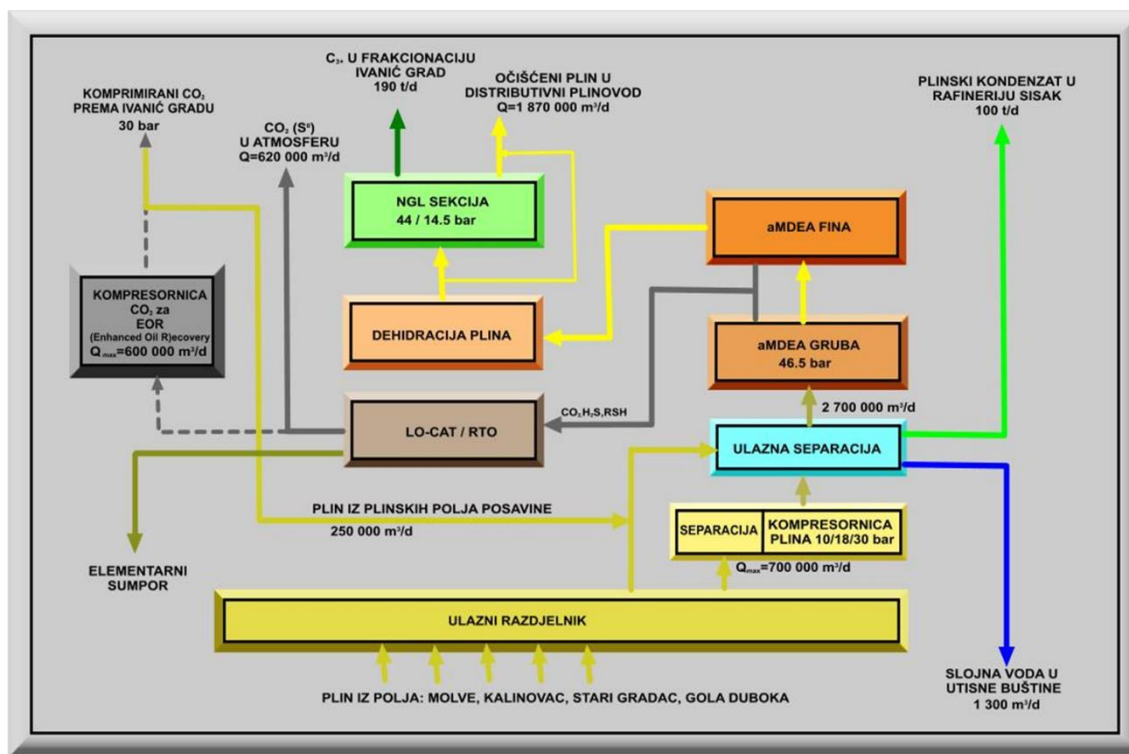 C₃₊ U FRAKCIONACIJU
IVANIĆ GRAD
190 t/d
OČIŠĆENI PLIN U
DISTRIBUTIVNI PLINOVOD
Q=1 870 000 m³/d
PLINSKI KONDENZAT U
RAFINERIJU SISAK
100 t/d
KOMPRIMIRANI CO₂
PREMA IVANIĆ GRADU
30 bar
CO₂ (S⁰)
U ATMOSFERU
Q=620 000 m³/d
NGL SEKCIJA
44 / 14.5 bar
aMDEA FINA
KOMPRESORNICA
CO₂ za
EOR
(Enhanced Oil R)ecovery
Qmax=600 000 m³/d
DEHIDRACIJA PLINA
aMDEA GRUBA
46.5 bar
CO₂,H₂S,RSH
2 700 000 m³/d
LO-CAT / RTO
ULAZNA SEPARACIJA
PLIN IZ PLINSKIH POLJA POSAVINE
250 000 m³/d
SEPARACIJA
KOMPRESORNICA
PLINA 10/18/30 bar
Qmax=700 000 m³/d
ELEMENTARNI
SUMPOR
ULAZNI RAZDJELNIK
PLIN IZ POLJA: MOLVE, KALINOVAC, STARI GRADAC, GOLA DUBOKA
SLOJNA VODA U
UTISNE BUŠTINE
1 300 m³/d